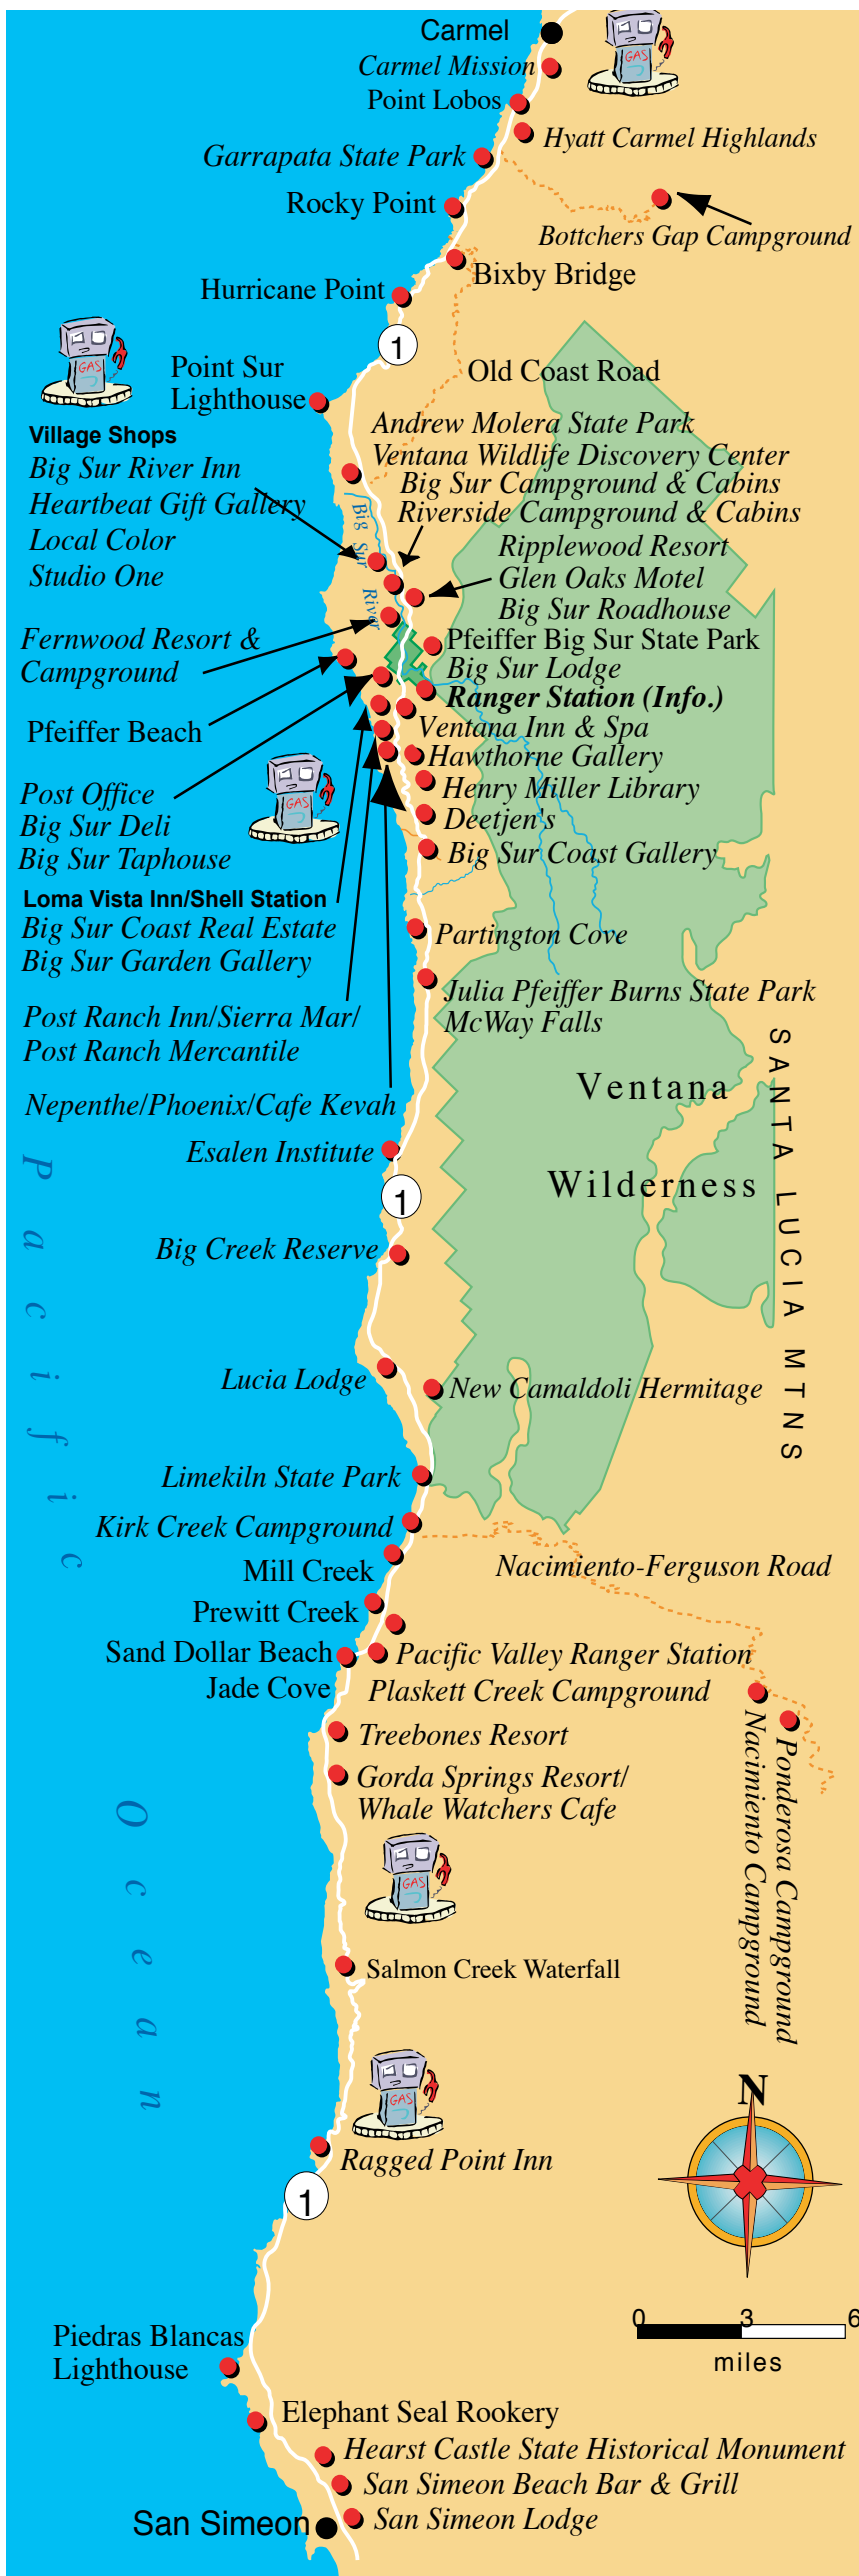 Carmel
GAS
Carmel Mission
Point Lobos
Hyatt Carmel Highlands
Garrapata State Park
Rocky Point
Bottchers Gap Campground
Bixby Bridge
Hurricane Point
1
GAS
Point Sur
Lighthouse
Old Coast Road
Andrew Molera State Park
Ventana Wildlife Discovery Center
Big Sur Campground & Cabins
Riverside Campground & Cabins
Village Shops
Big Sur River Inn
Heartbeat Gift Gallery
Local Color
Studio One
Big Sur River
Ripplewood Resort
Glen Oaks Motel
Big Sur Roadhouse
Fernwood Resort &
Campground
Pfeiffer Big Sur State Park
Big Sur Lodge
Ranger Station (Info.)
Pfeiffer Beach
Ventana Inn & Spa
Hawthorne Gallery
Henry Miller Library
Deetjen's
Big Sur Coast Gallery
GAS
Post Office
Big Sur Deli
Big Sur Taphouse
Loma Vista Inn/Shell Station
Big Sur Coast Real Estate
Big Sur Garden Gallery
Partington Cove
Julia Pfeiffer Burns State Park
McWay Falls
Post Ranch Inn/Sierra Mar/
Post Ranch Mercantile
Nepenthe/Phoenix/Cafe Kevah
Ventana
Wilderness
SANTA LUCIA MTNS
Esalen Institute
1
Pacific
Big Creek Reserve
Lucia Lodge
New Camaldoli Hermitage
Limekiln State Park
Kirk Creek Campground
Mill Creek
Nacimiento-Ferguson Road
Prewitt Creek
Sand Dollar Beach
Pacific Valley Ranger Station
Jade Cove
Plaskett Creek Campground
Treebones Resort
Gorda Springs Resort/
Whale Watchers Cafe
Nacimiento Campground
Ponderosa Campground
Ocean
GAS
Salmon Creek Waterfall
GAS
Ragged Point Inn
1
N
0 3 6
miles
Piedras Blancas
Lighthouse
Elephant Seal Rookery
Hearst Castle State Historical Monument
San Simeon Beach Bar & Grill
San Simeon Lodge
San Simeon